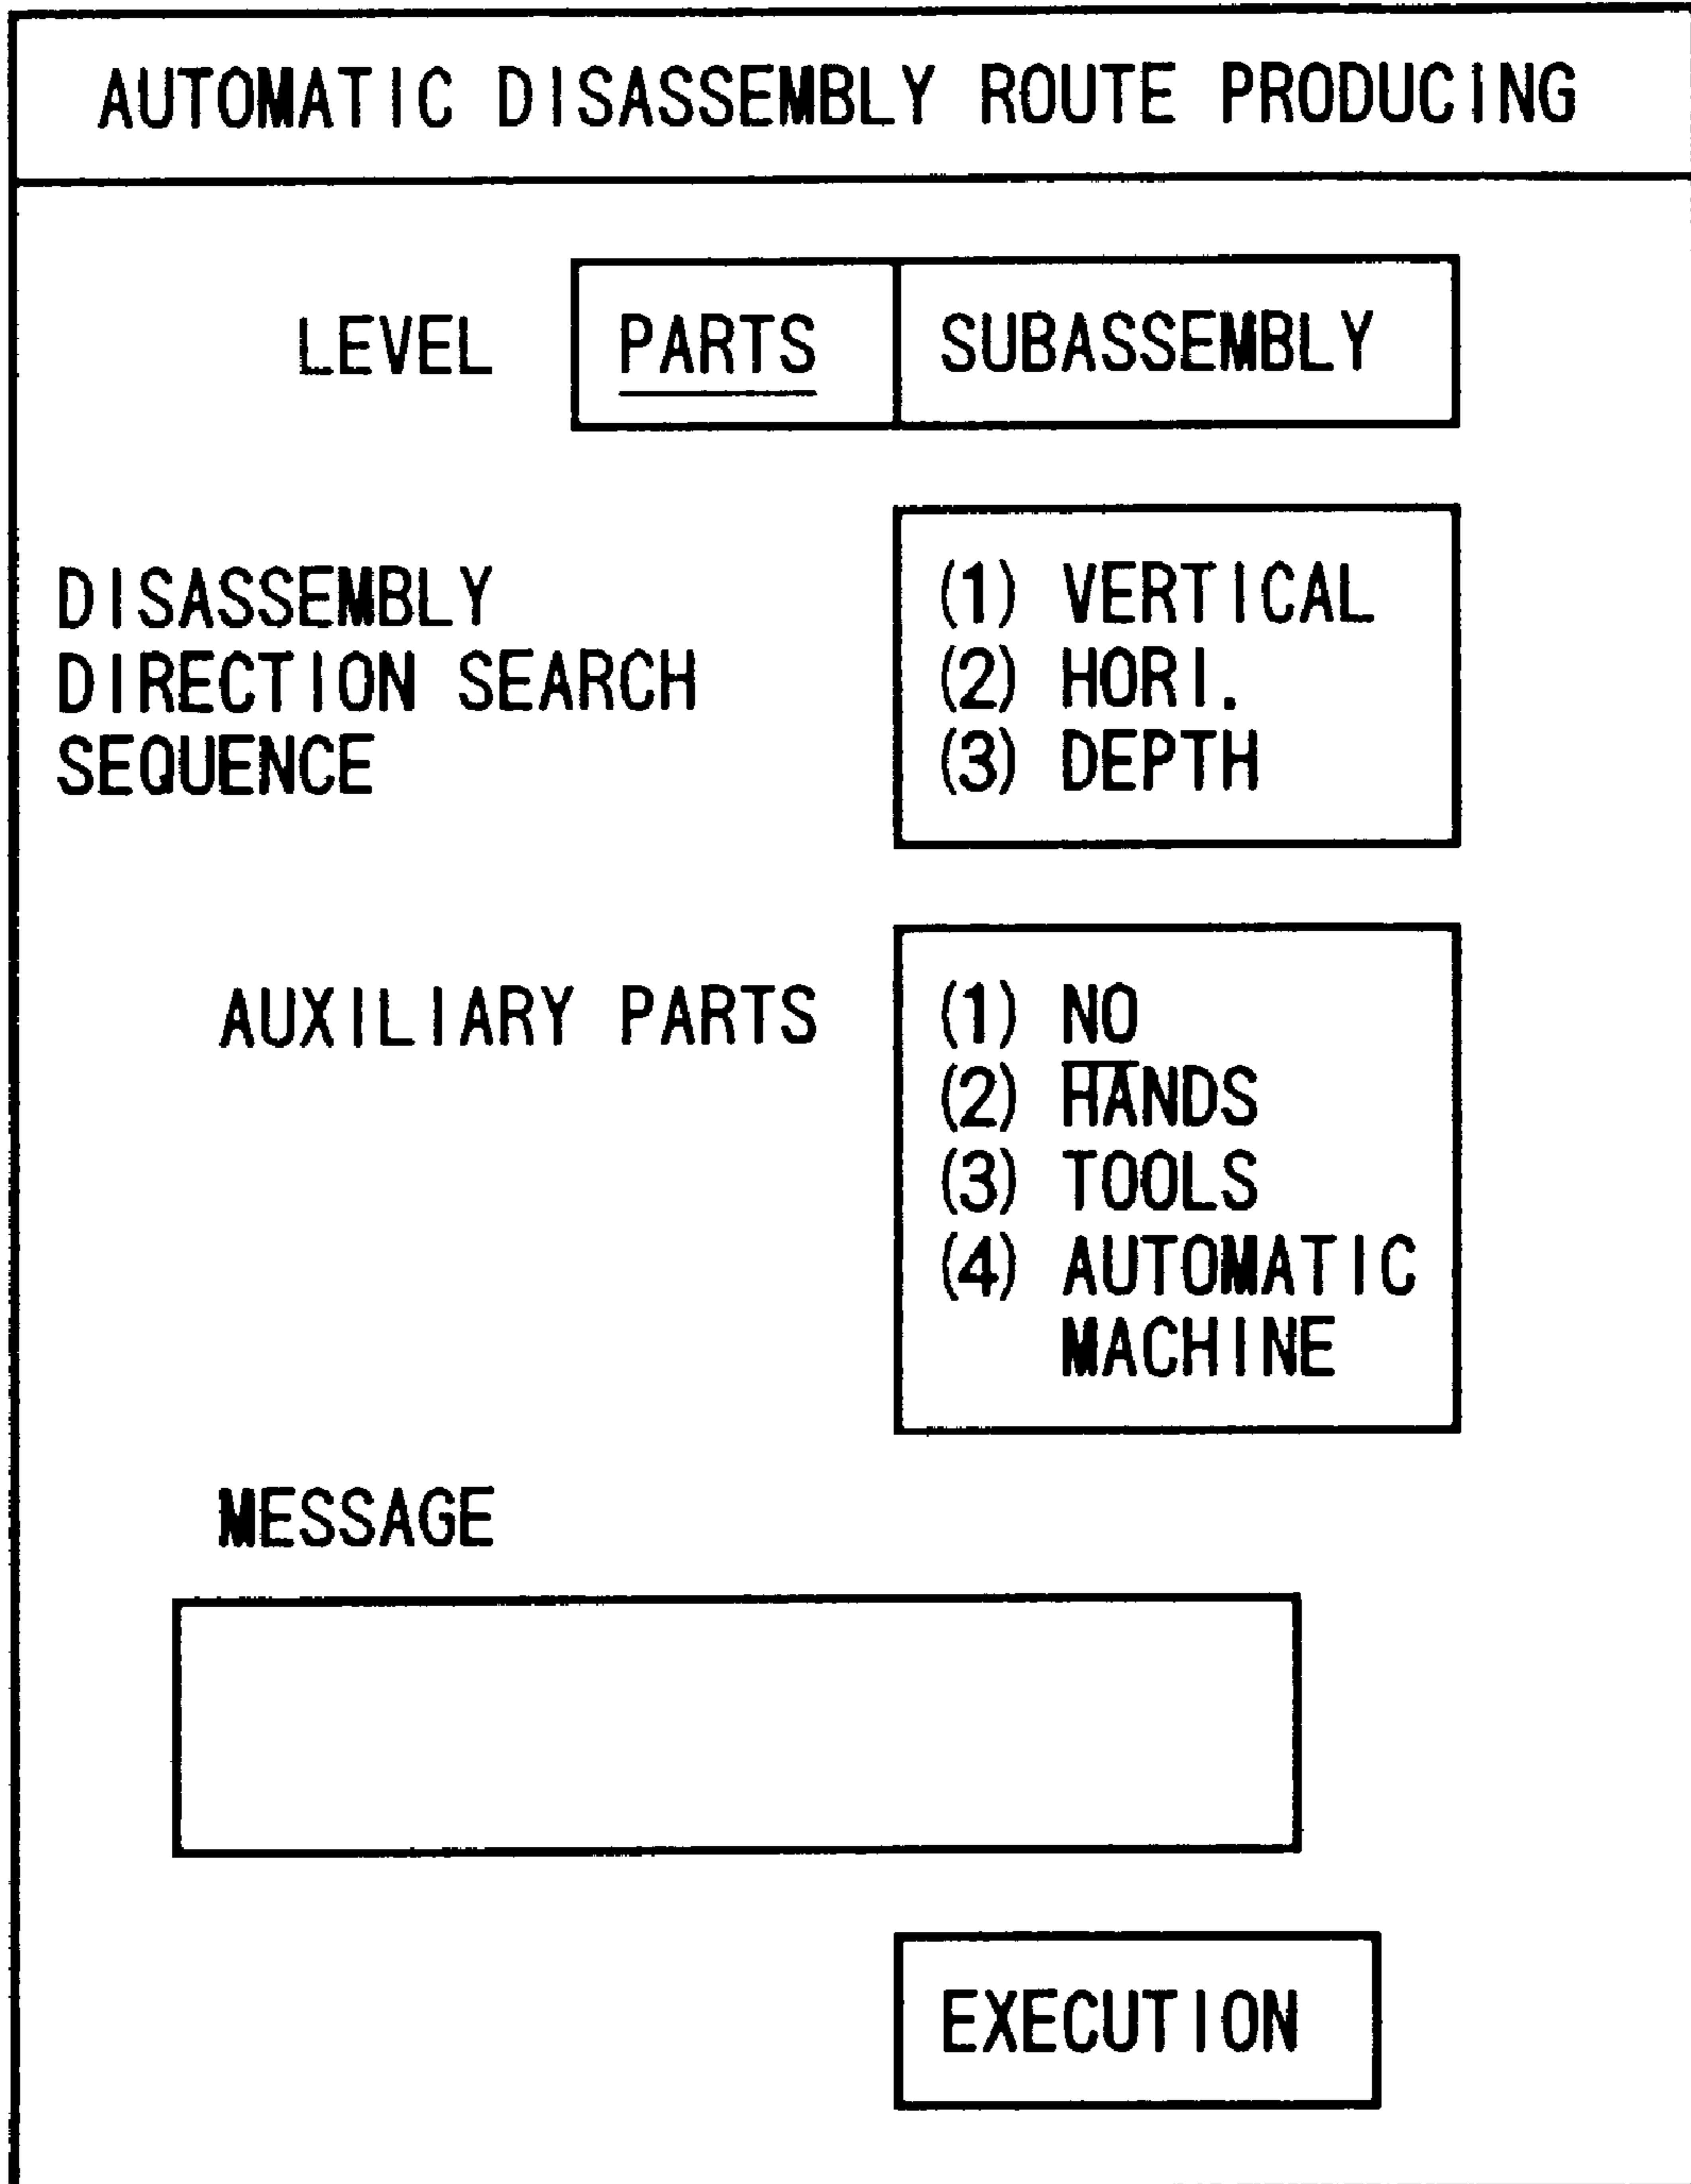 AUTOMATIC DISASSEMBLY ROUTE PRODUCING
LEVEL PARTS SUBASSEMBLY
DISASSEMBLY
DIRECTION SEARCH
SEQUENCE
(1) VERTICAL
(2) HORI.
(3) DEPTH
AUXILIARY PARTS
(1) NO
(2) HANDS
(3) TOOLS
(4) AUTOMATIC
MACHINE
MESSAGE
EXECUTION